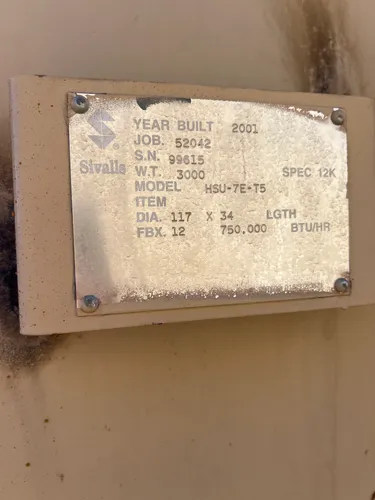 YEAR BUILT 2001
JOB. 52042
S.N. 99615
W.T. 3000 SPEC 12K
Sivalls
MODEL HSU-7E-T5
ITEM
DIA. 117 X 34 LGTH
FBX. 12 750,000 BTU/HR